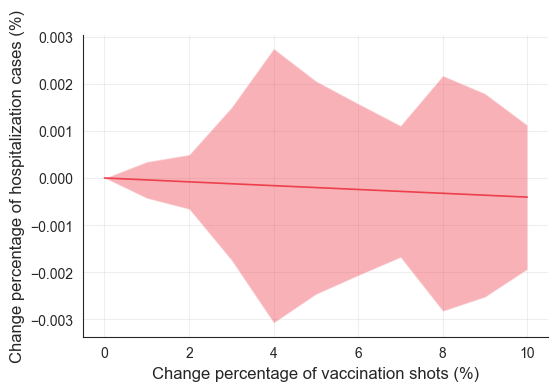 Change percentage of hospitalization cases (%)
0.003
0.002
0.001
0.000
−0.001
−0.002
−0.003
0 2 4 6 8 10
Change percentage of vaccination shots (%)